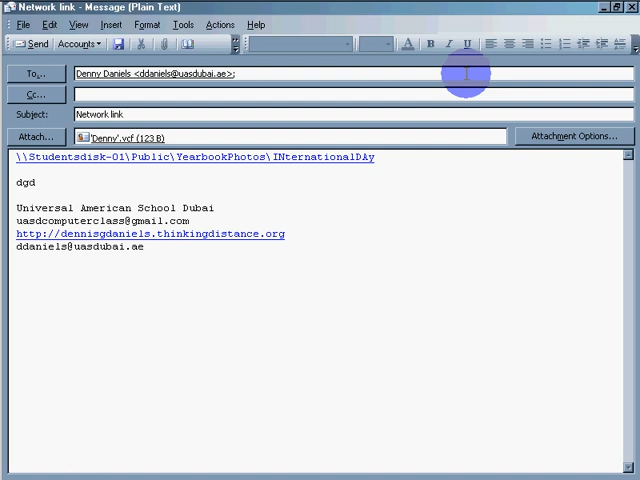 Network link - Message (Plain Text)
File Edit View Insert Format Tools Actions Help
Send Accounts
A B I U
To... Denny Daniels <ddaniels@uasdubai.ae>;
Cc...
Subject: Network link
Attach... 'Denny'.vcf (123 B) Attachment Options...
\\Studentsdisk-01\Public\YearbookPhotos\INternationalDAy
dgd
Universal American School Dubai
uasdcomputerclass@gmail.com
http://dennisgdaniels.thinkingdistance.org
ddaniels@uasdubai.ae